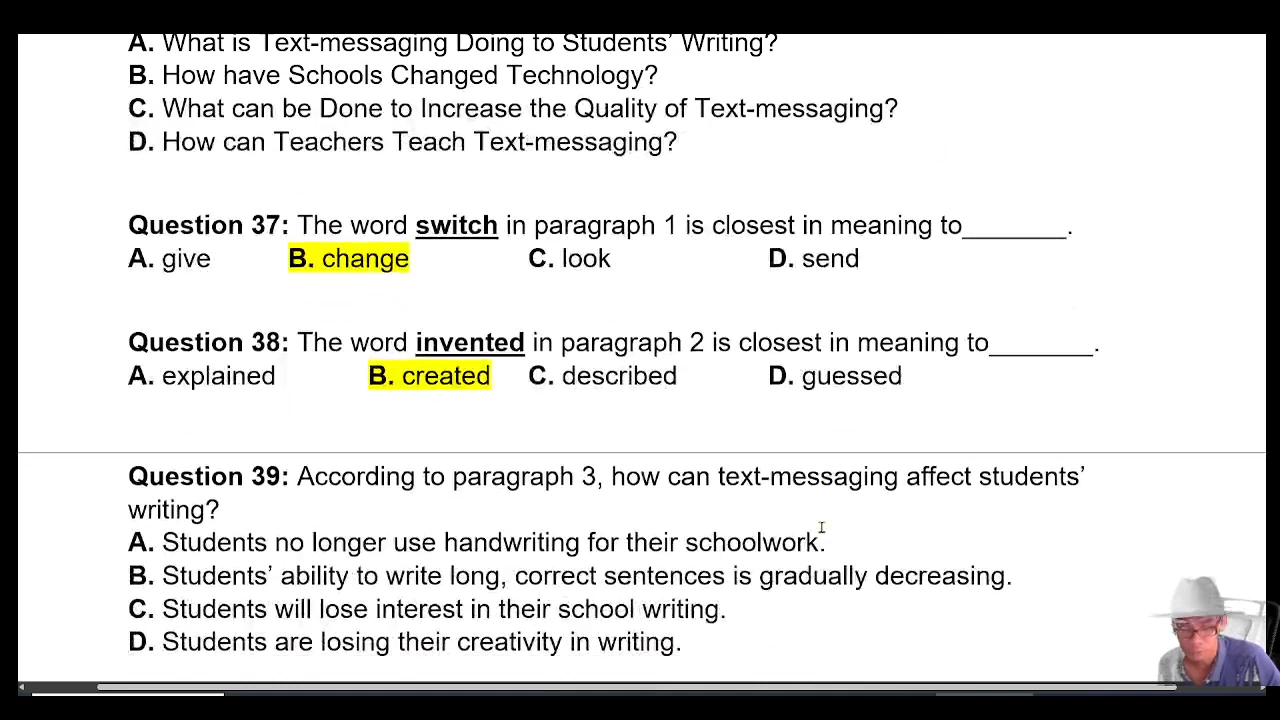 A. What is Text-messaging Doing to Students’ Writing?
B. How have Schools Changed Technology?
C. What can be Done to Increase the Quality of Text-messaging?
D. How can Teachers Teach Text-messaging?
Question 37: The word switch in paragraph 1 is closest in meaning to_______.
A. give B. change C. look D. send
Question 38: The word invented in paragraph 2 is closest in meaning to_______.
A. explained B. created C. described D. guessed
Question 39: According to paragraph 3, how can text-messaging affect students’
writing?
A. Students no longer use handwriting for their schoolwork.
B. Students’ ability to write long, correct sentences is gradually decreasing.
C. Students will lose interest in their school writing.
D. Students are losing their creativity in writing.